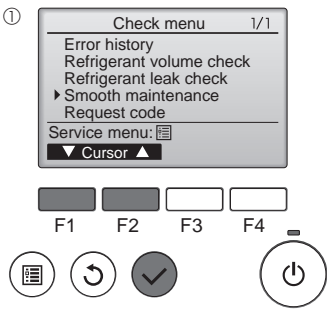 ①
Check menu 1/1
Error history
Refrigerant volume check
Refrigerant leak check
Smooth maintenance
Request code
Service menu:
▼ Cursor ▲
F1 F2 F3 F4